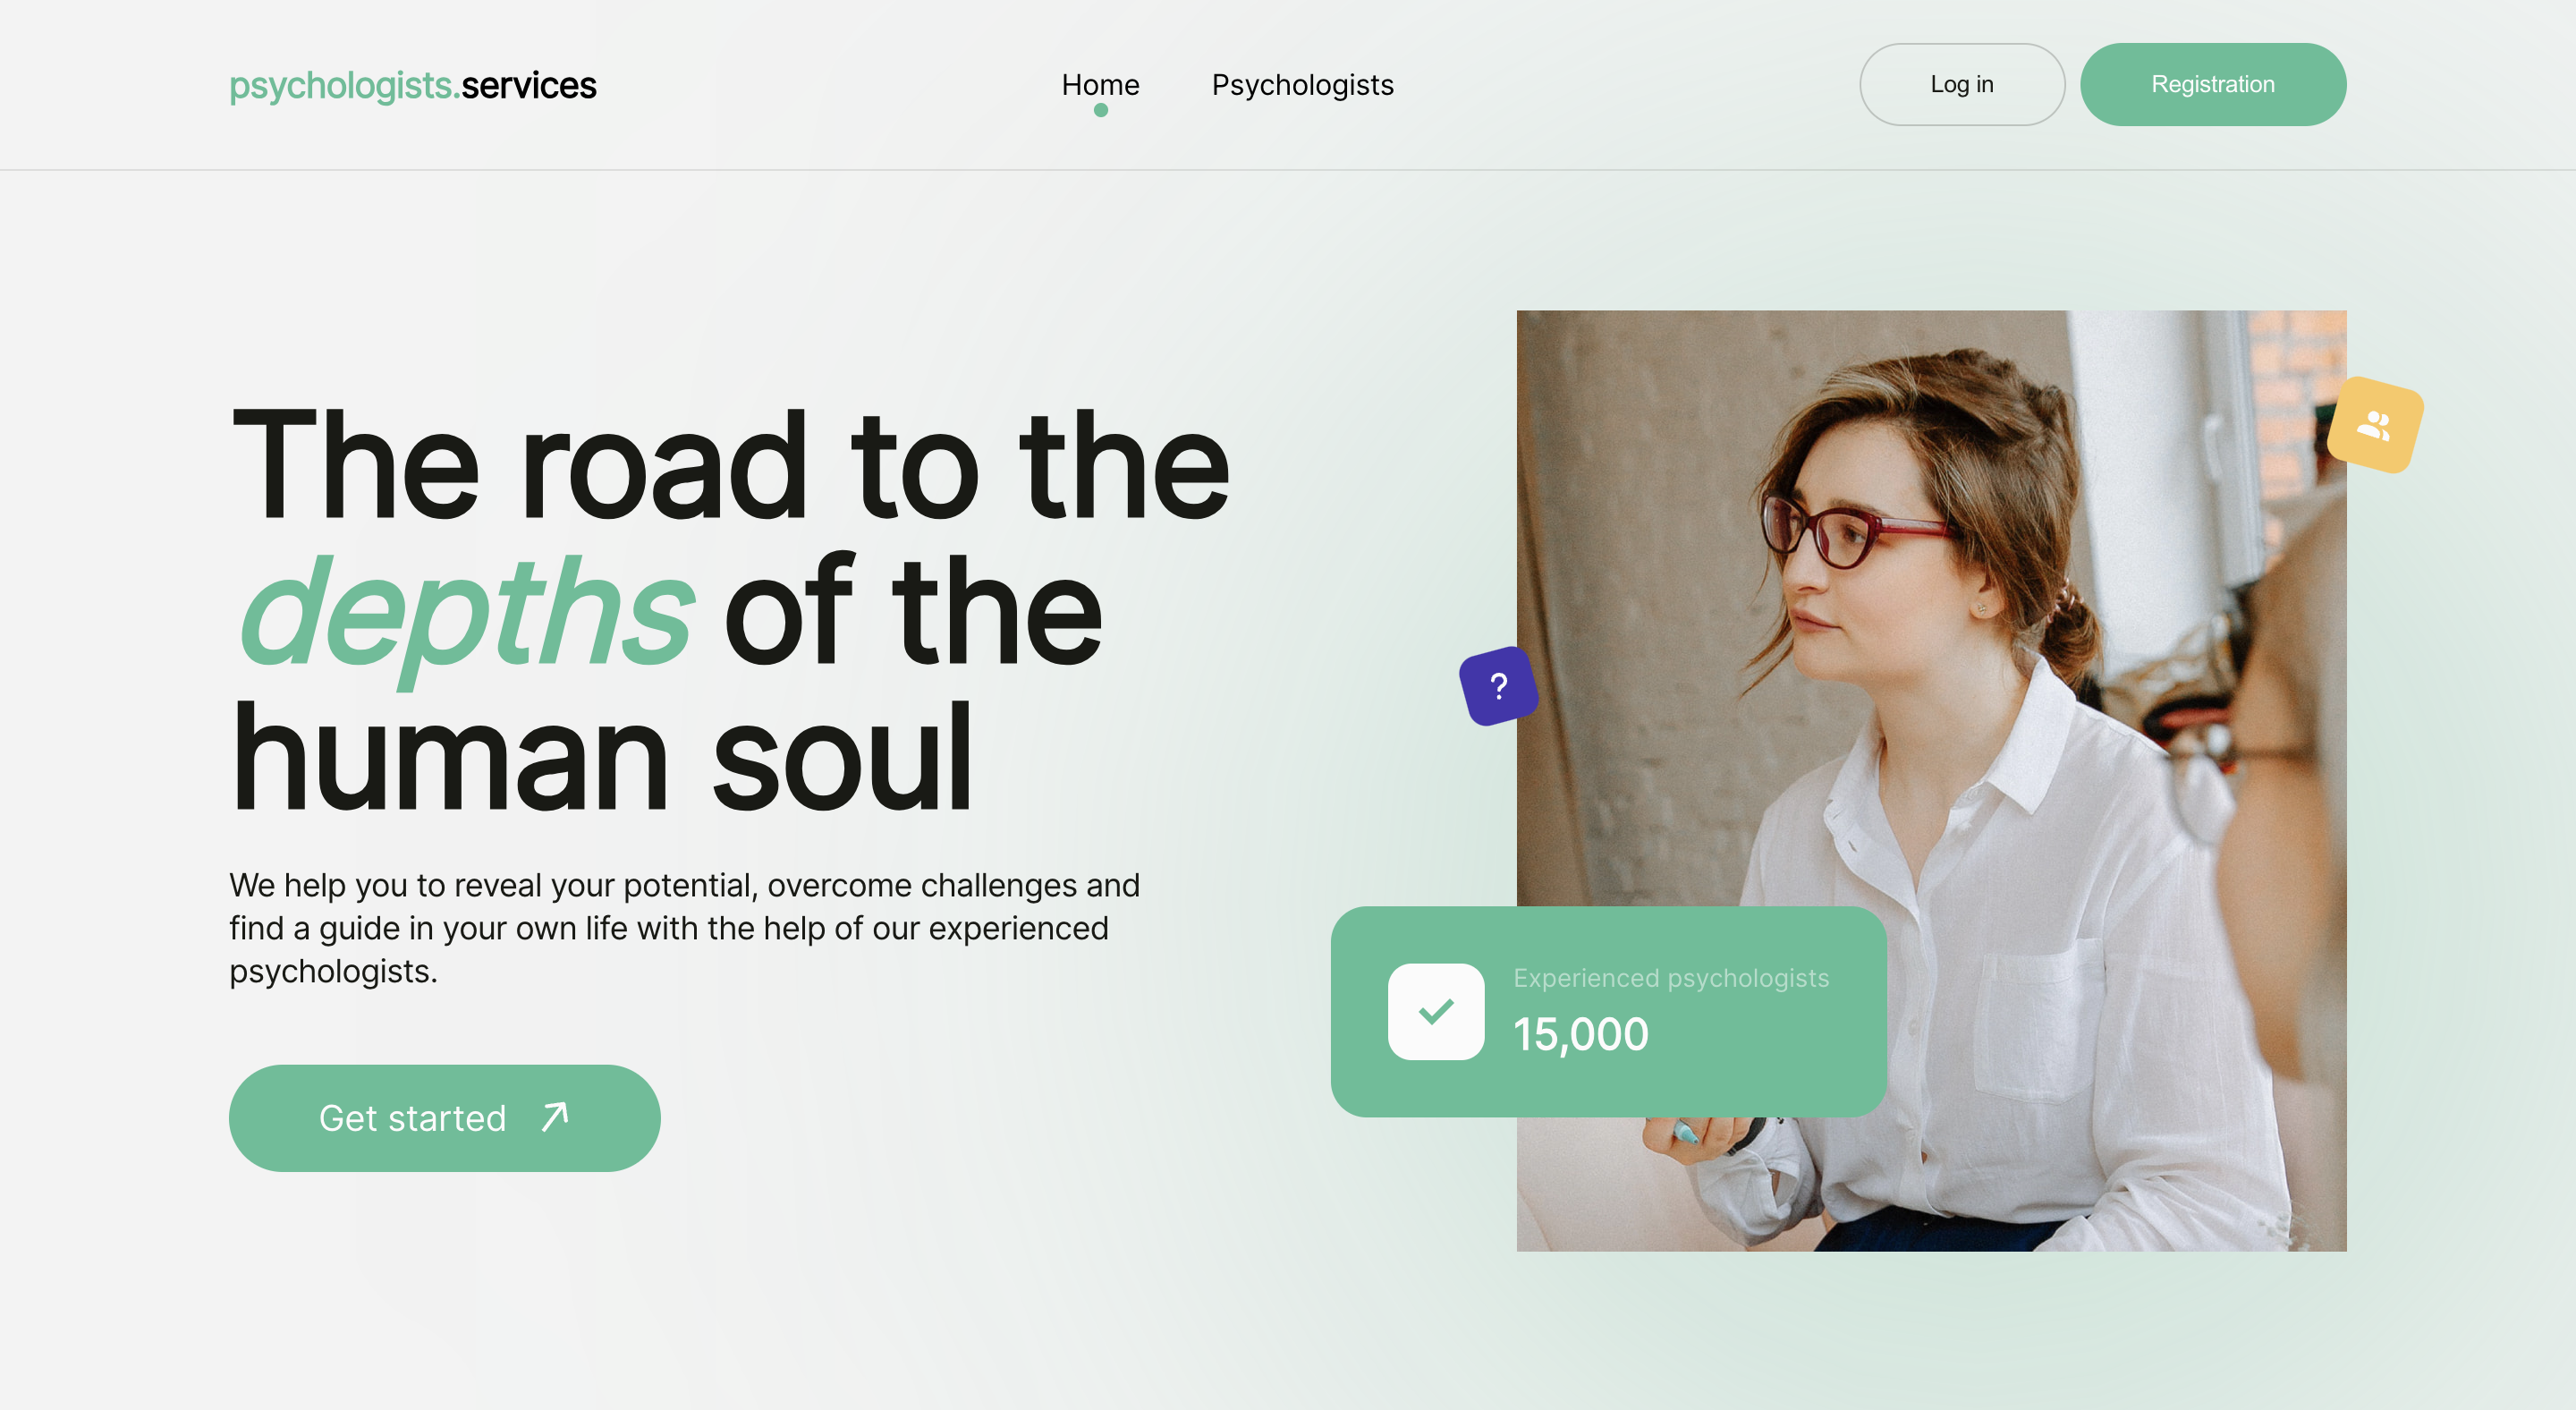 psychologists.services
Home
Psychologists
Log in
Registration
The road to the
depths of the
human soul
We help you to reveal your potential, overcome challenges and
find a guide in your own life with the help of our experienced
psychologists.
Get started
?
Experienced psychologists
15,000